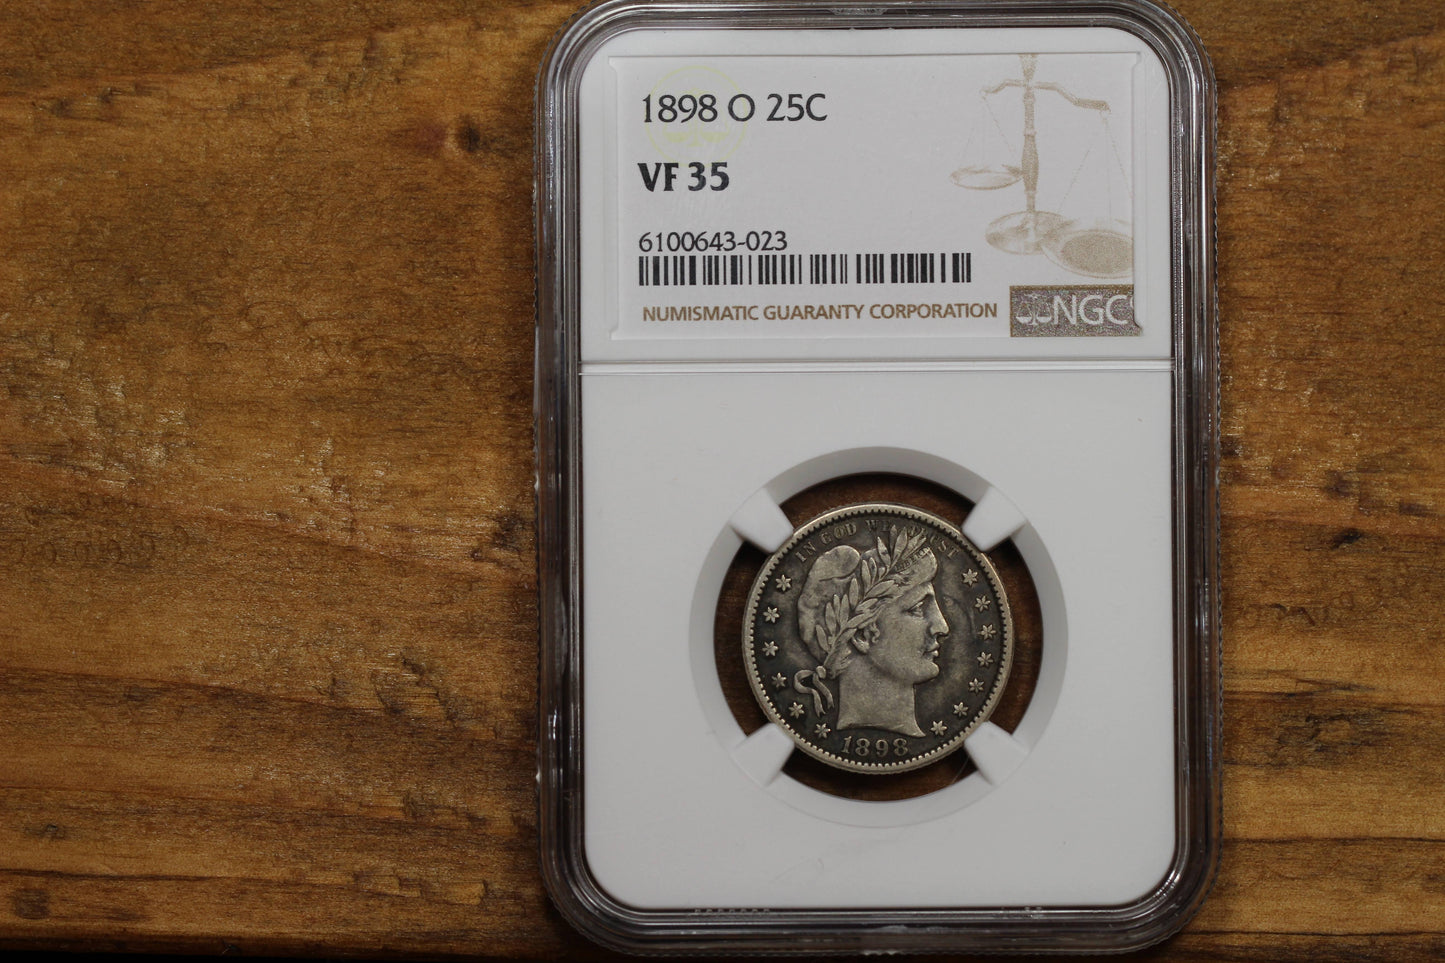 1898 O 25C
VF 35
6100643-023
NUMISMATIC GUARANTY CORPORATION
NGC
IN GOD WE TRUST
1898